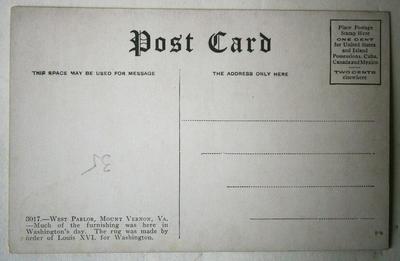 Post Card
Place Postage
Stamp Here
ONE CENT
for United States
and Island
Possessions, Cuba,
Canada and Mexico
TWO CENTS
elsewhere
THIS SPACE MAY BE USED FOR MESSAGE
THE ADDRESS ONLY HERE
35
3017.—WEST PARLOR, MOUNT VERNON, VA.
—Much of the furnishing was here in
Washington's day. The rug was made by
order of Louis XVI. for Washington.